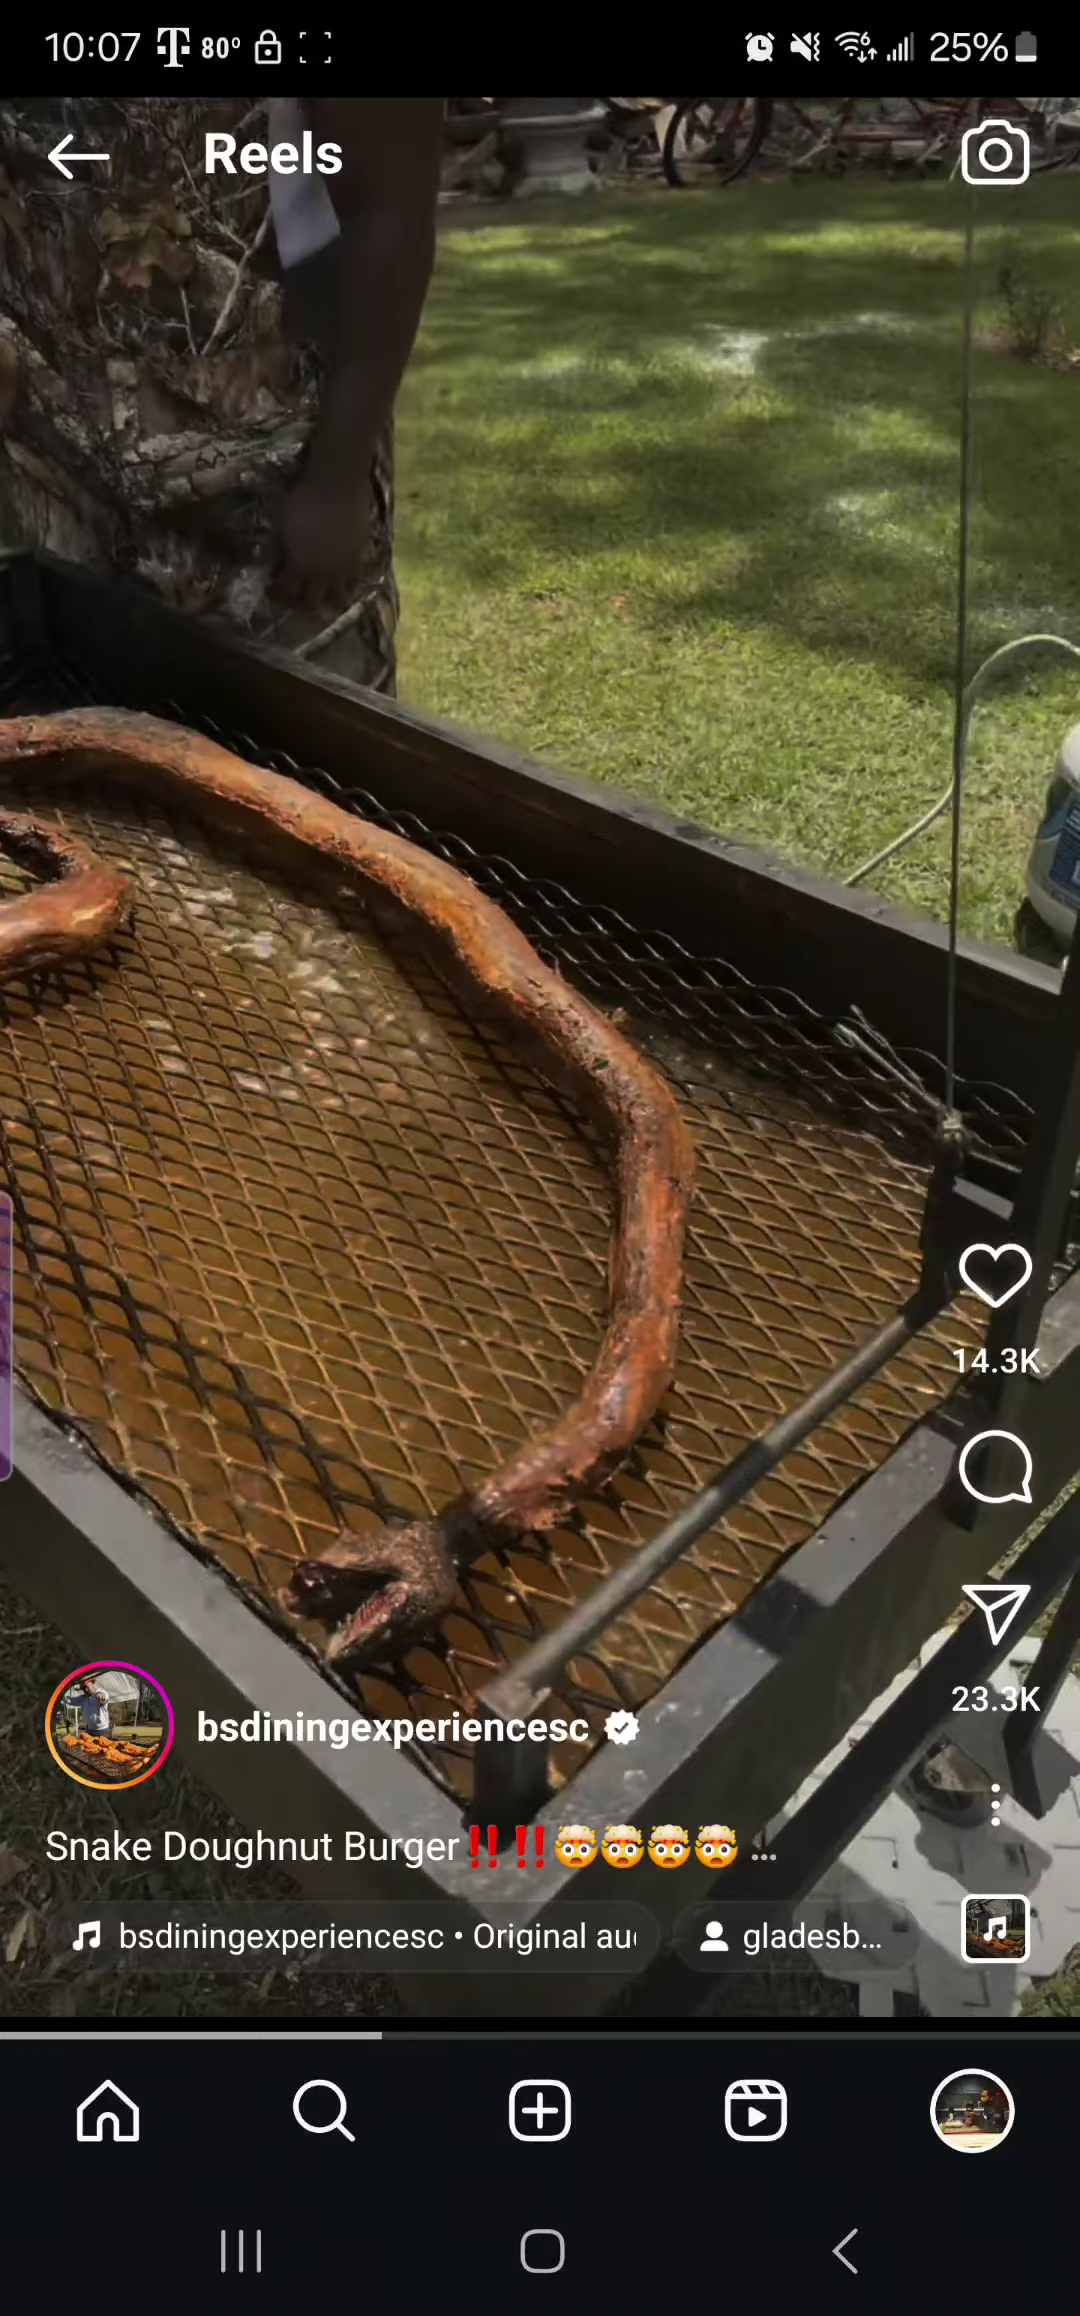 10:07 80° 25%
Reels
14.3K
23.3K
bsdiningexperiencesc
Snake Doughnut Burger‼️‼️🤯🤯🤯🤯 ...
bsdiningexperiencesc • Original au
gladesb...